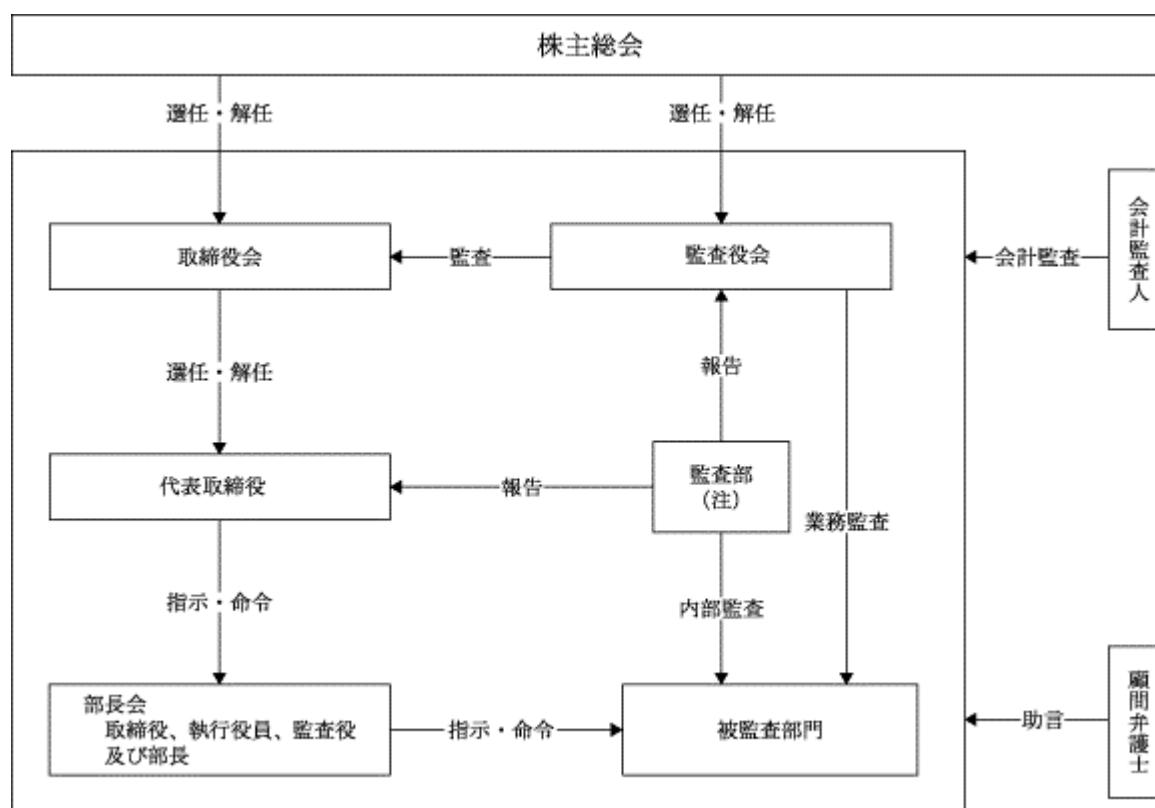 株主総会
選任・解任
選任・解任
取締役会
監査
監査役会
会計監査
会計監査人
選任・解任
報告
代表取締役
報告
監査部
(注)
業務監査
指示・命令
内部監査
部長会
取締役、執行役員、監査役
及び部長
指示・命令
被監査部門
助言
顧問弁護士